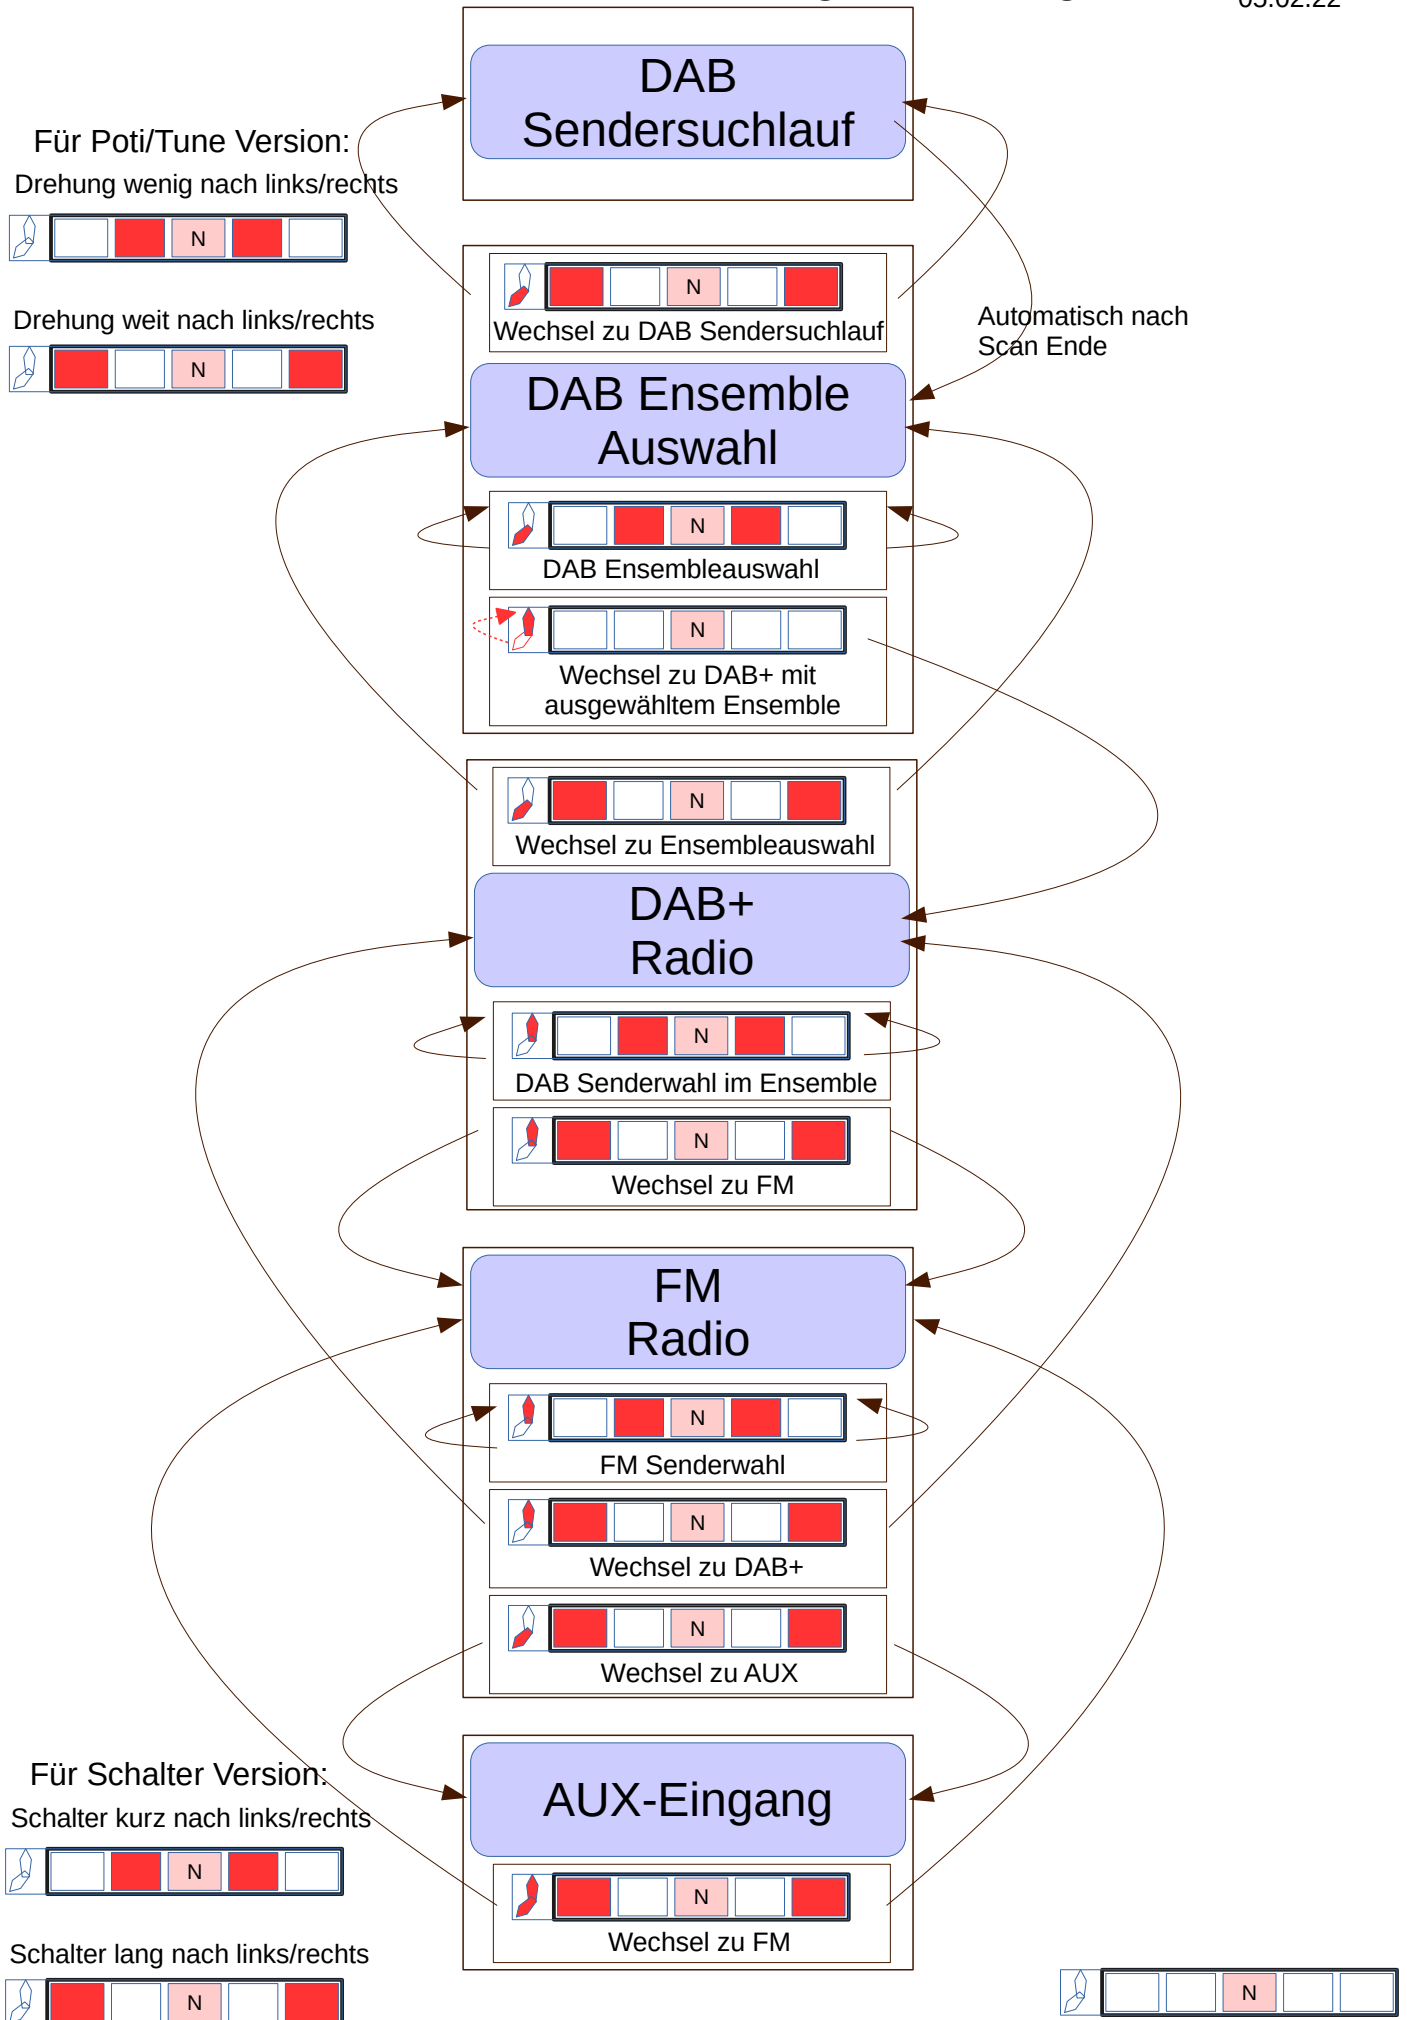 DAB
Sendersuchlauf
Für Poti/Tune Version:
Drehung wenig nach links/rechts
N
Drehung weit nach links/rechts
N
N
Wechsel zu DAB Sendersuchlauf
Automatisch nach
Scan Ende
DAB Ensemble
Auswahl
N
DAB Ensembleauswahl
N
Wechsel zu DAB+ mit
ausgewähltem Ensemble
N
Wechsel zu Ensembleauswahl
DAB+
Radio
N
DAB Senderwahl im Ensemble
N
Wechsel zu FM
FM
Radio
N
FM Senderwahl
N
Wechsel zu DAB+
N
Wechsel zu AUX
AUX-Eingang
N
Wechsel zu FM
Für Schalter Version:
Schalter kurz nach links/rechts
N
Schalter lang nach links/rechts
N
N